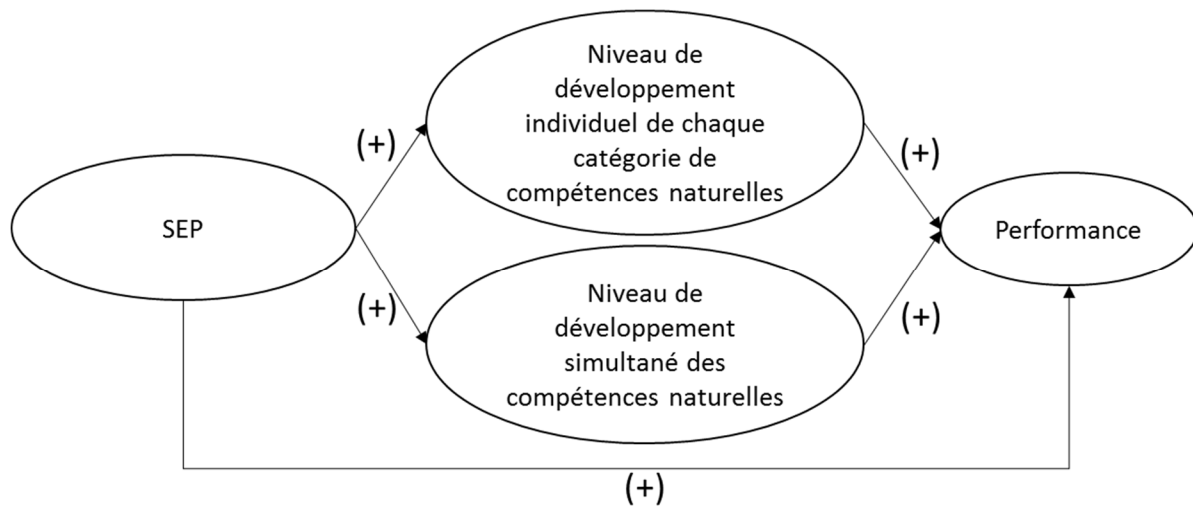 Niveau de
développement
individuel de chaque
catégorie de
compétences naturelles
(+)
(+)
SEP
Performance
(+)
(+)
Niveau de
développement
simultané des
compétences naturelles
(+)